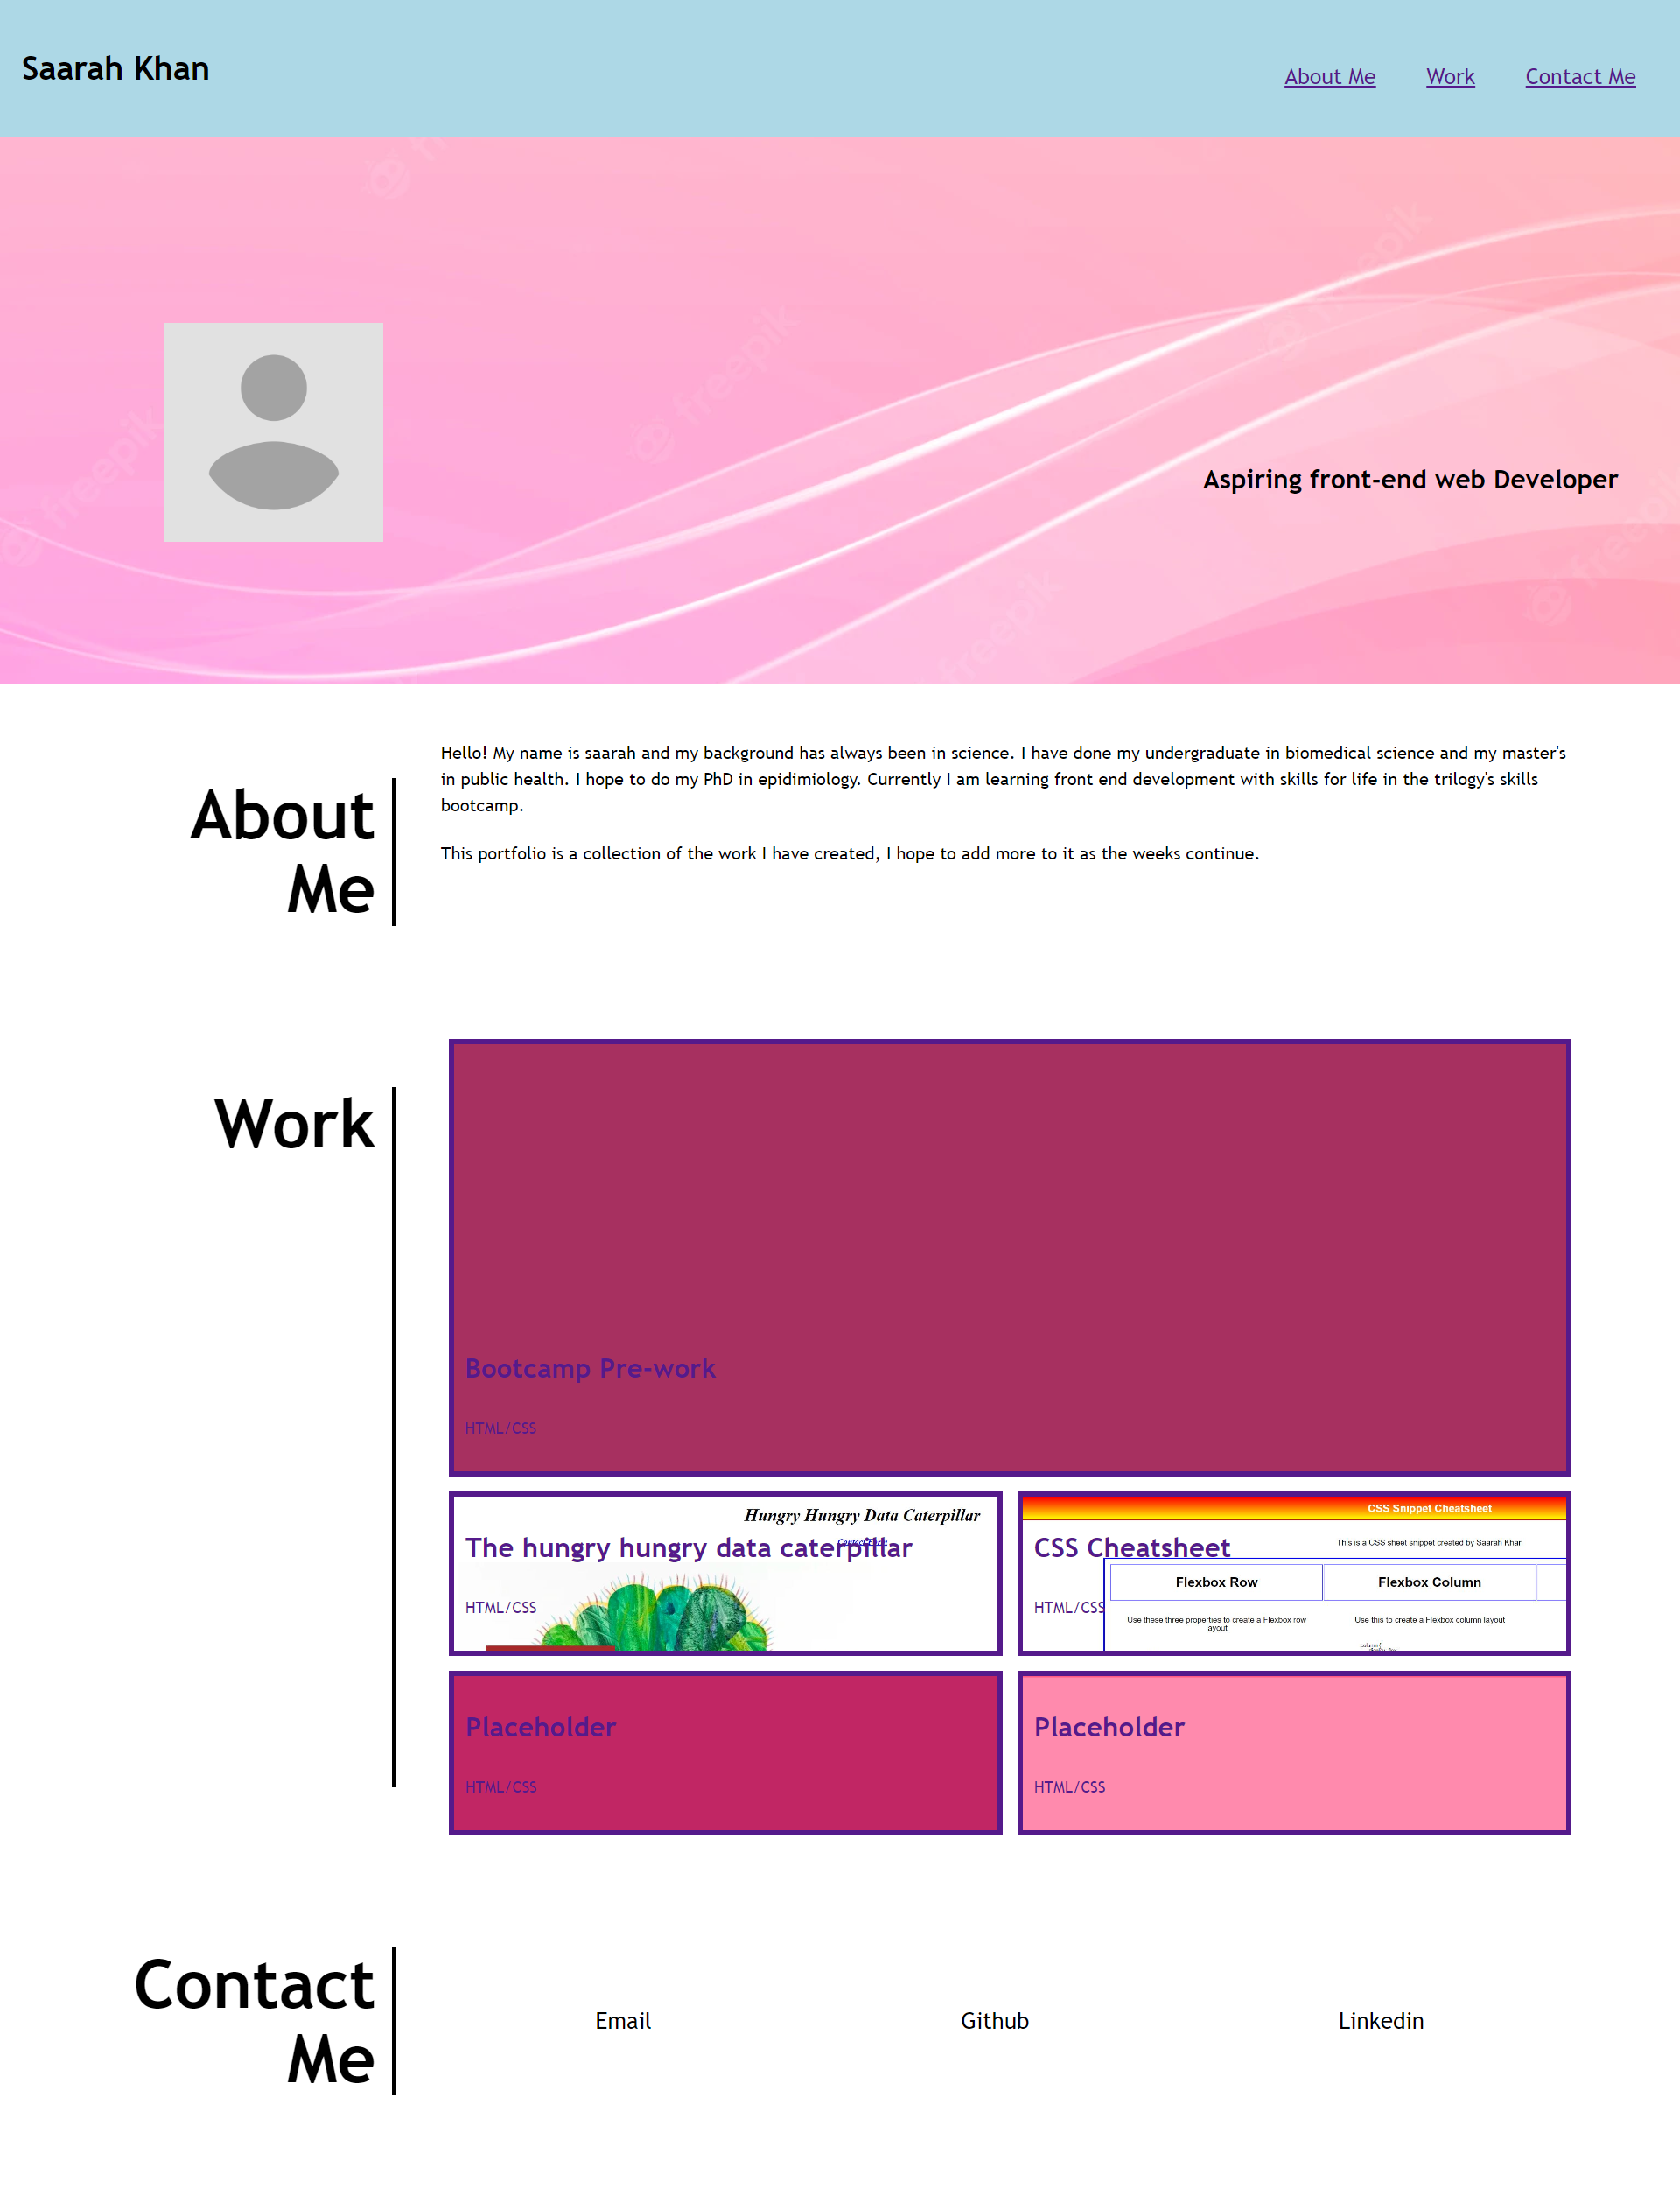 Saarah Khan
About Me Work Contact Me
freepik
freepik
freepik
freepik
freepik
Aspiring front-end web Developer
About
Me
Hello! My name is saarah and my background has always been in science. I have done my undergraduate in biomedical science and my master's
in public health. I hope to do my PhD in epidimiology. Currently I am learning front end development with skills for life in the trilogy's skills
bootcamp.
This portfolio is a collection of the work I have created, I hope to add more to it as the weeks continue.
Work
Bootcamp Pre-work
HTML/CSS
Hungry Hungry Data Caterpillar
The hungry hungry data caterpillar
HTML/CSS
CSS Snippet Cheatsheet
This is a CSS sheet snippet created by Saarah Khan
CSS Cheatsheet
Flexbox Row
Flexbox Column
HTML/CSS
Use these three properties to create a Flexbox row
layout
Use this to create a Flexbox column layout
Placeholder
HTML/CSS
Placeholder
HTML/CSS
Contact
Me
Email
Github
Linkedin